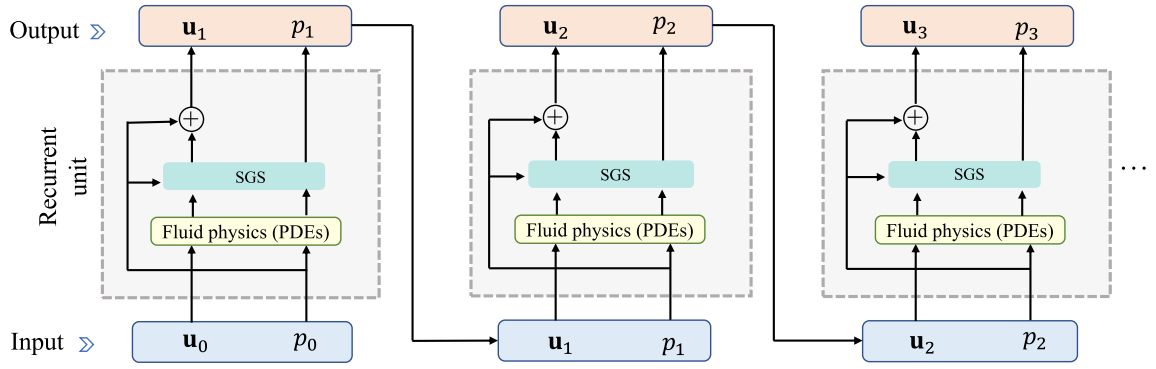 Output u₁ p₁ u₂ p₂ u₃ p₃
+ + +
SGS SGS SGS ...
Recurrent
unit
Fluid physics (PDEs) Fluid physics (PDEs) Fluid physics (PDEs)
Input u₀ p₀ u₁ p₁ u₂ p₂